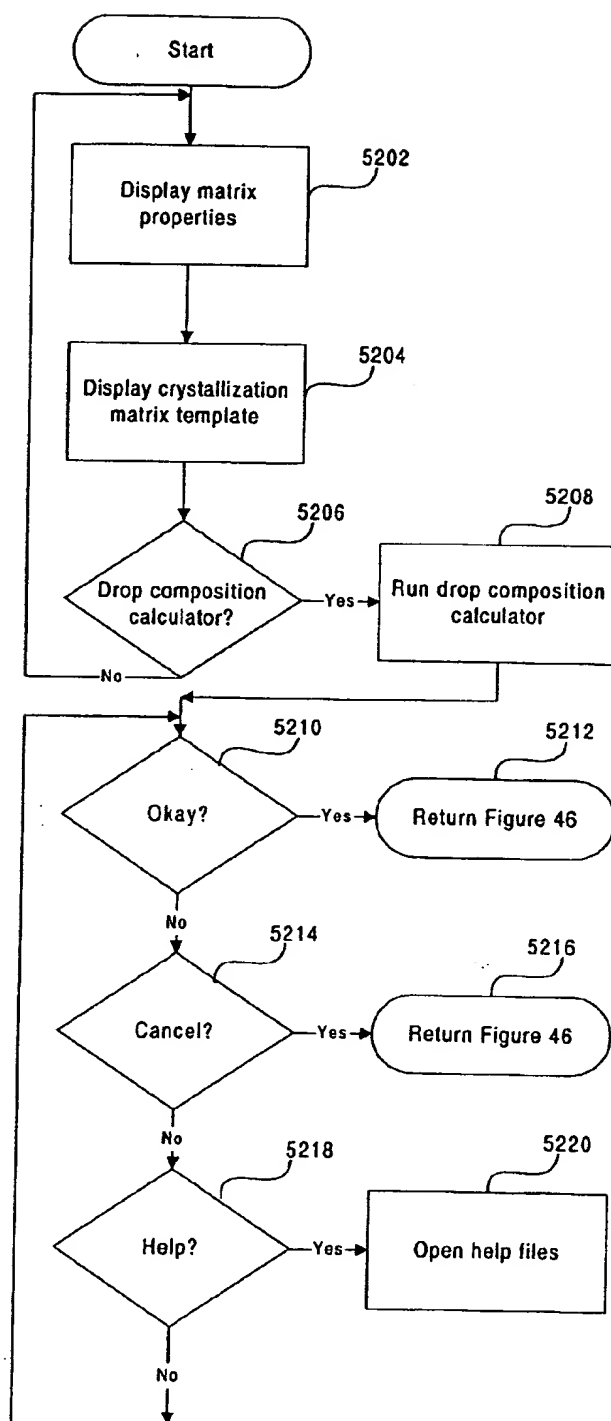 Start
5202
Display matrix
properties
5204
Display crystallization
matrix template
5206
Drop composition
calculator?
Yes
No
5208
Run drop composition
calculator
5210
Okay?
Yes
No
5212
Return Figure 46
5214
Cancel?
Yes
No
5216
Return Figure 46
5218
Help?
Yes
No
5220
Open help files